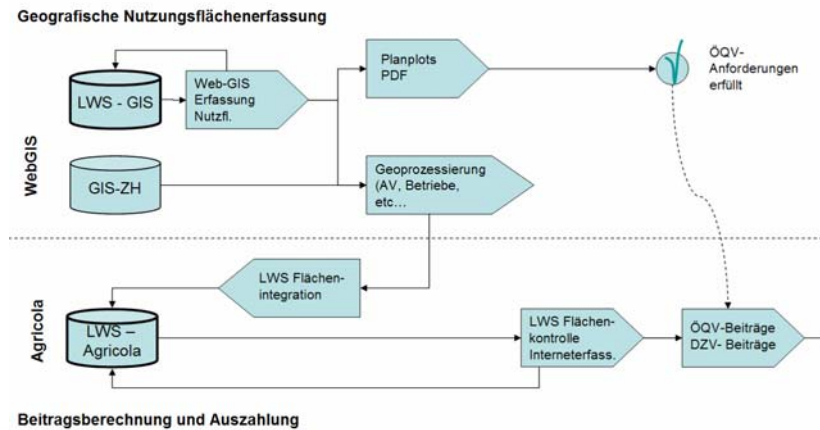 Geografische Nutzungsflächenerfassung
WebGIS
LWS - GIS
Web-GIS
Erfassung
Nutzfl.
Planplots
PDF
ÖQV-
Anforderungen
erfüllt
GIS-ZH
Geoprozessierung
(AV, Betriebe,
etc...
Agricola
LWS Flächen-
integration
LWS –
Agricola
LWS Flächen-
kontrolle
Interneterfass.
ÖQV-Beiträge
DZV- Beiträge
Beitragsberechnung und Auszahlung